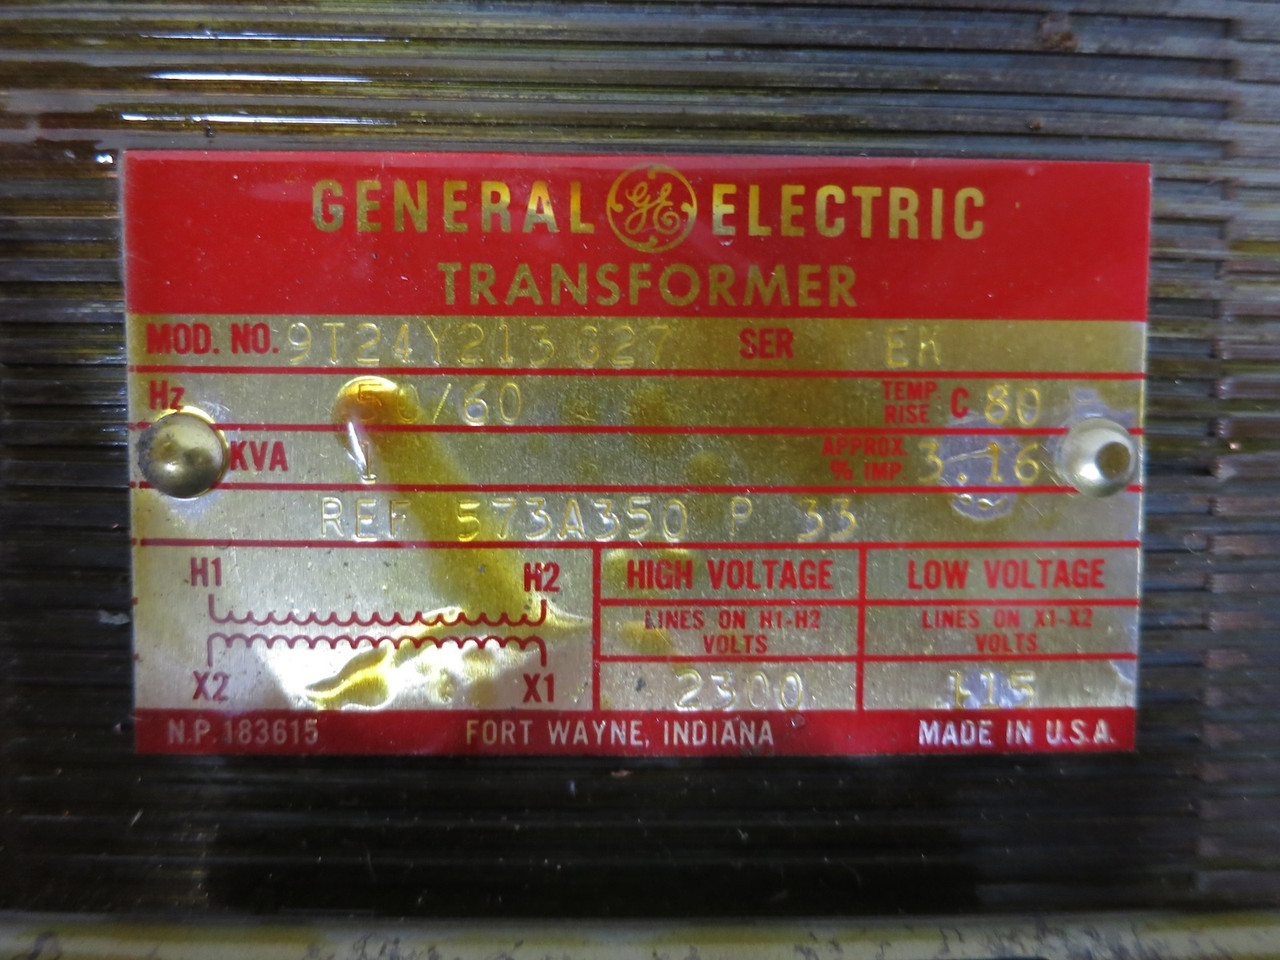 GENERAL GE ELECTRIC
TRANSFORMER
MOD. NO. 9T24Y213G27 SER EK
Hz 50/60 TEMP. RISE C 80
KVA 1 APPROX. % IMP. 3.16
REF 573A350 P 33
H1 H2 HIGH VOLTAGE LOW VOLTAGE
LINES ON H1-H2 VOLTS LINES ON X1-X2 VOLTS
X2 X1 2300 115
N.P. 183615 FORT WAYNE, INDIANA MADE IN U.S.A.